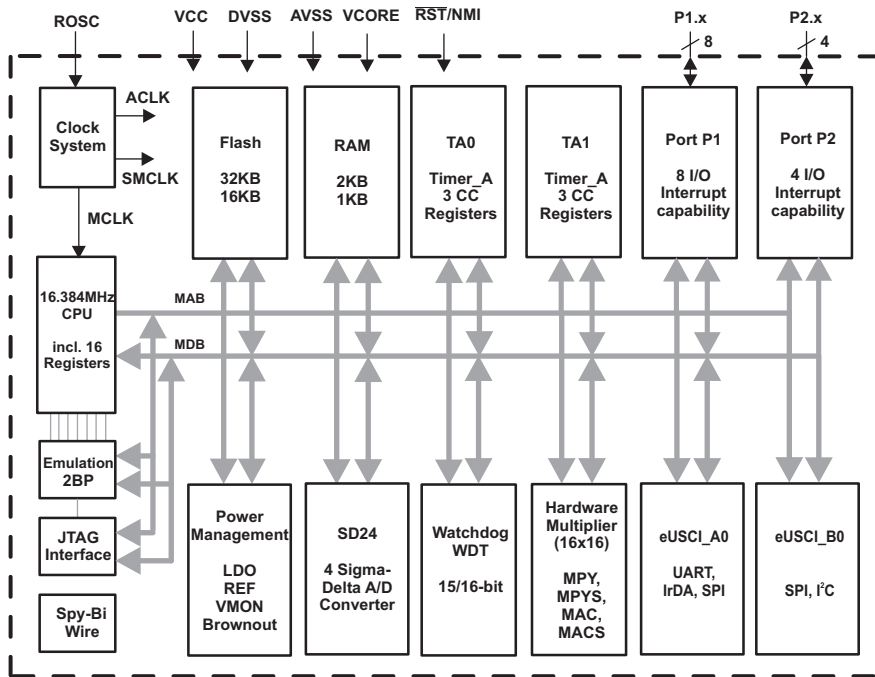 ROSC
VCC
DVSS
AVSS
VCORE
RST/NMI
P1.x
P2.x
8
4
Clock
System
ACLK
SMCLK
MCLK
Flash
32KB
16KB
RAM
2KB
1KB
TA0
Timer_A
3 CC
Registers
TA1
Timer_A
3 CC
Registers
Port P1
8 I/O
Interrupt
capability
Port P2
4 I/O
Interrupt
capability
16.384MHz
CPU
incl. 16
Registers
MAB
MDB
Emulation
2BP
JTAG
Interface
Spy-Bi
Wire
Power
Management
LDO
REF
VMON
Brownout
SD24
4 Sigma-
Delta A/D
Converter
Watchdog
WDT
15/16-bit
Hardware
Multiplier
(16x16)
MPY,
MPYS,
MAC,
MACS
eUSCI_A0
UART,
IrDA, SPI
eUSCI_B0
SPI, I²C